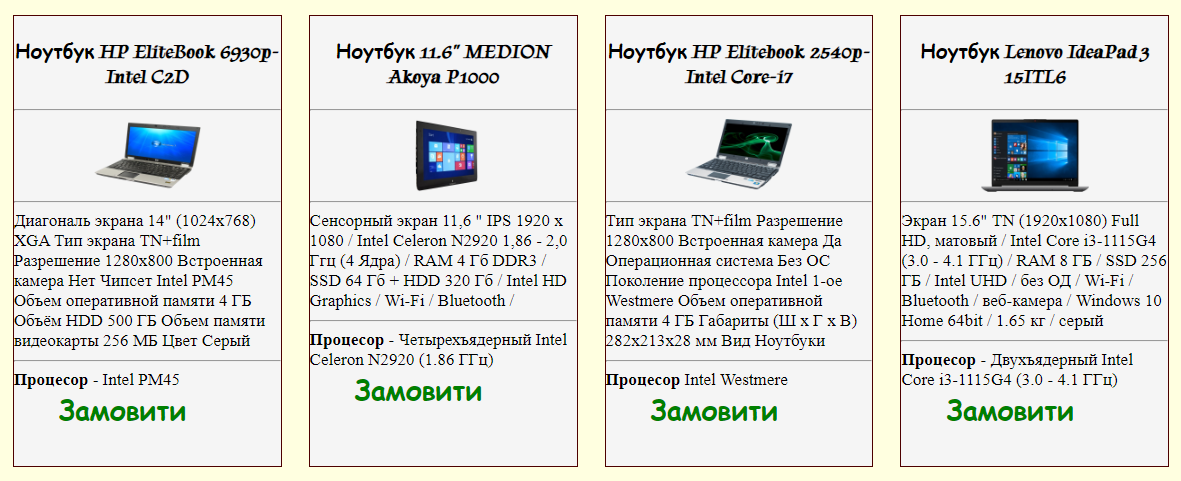 Ноутбук HP EliteBook 6930p-
Intel C2D
Диагональ экрана 14" (1024x768)
XGA Тип экрана TN+film
Разрешение 1280x800 Встроенная
камера Нет Чипсет Intel PM45
Объем оперативной памяти 4 ГБ
Объём HDD 500 ГБ Объем памяти
видеокарты 256 МБ Цвет Серый
Процесор - Intel PM45
Замовити
Ноутбук 11.6" MEDION
Akoya P1000
Сенсорный экран 11,6 " IPS 1920 x
1080 / Intel Celeron N2920 1,86 - 2,0
Ггц (4 Ядра) / RAM 4 Гб DDR3 /
SSD 64 Гб + HDD 320 Гб / Intel HD
Graphics / Wi-Fi / Bluetooth /
Процесор - Четырехъядерный Intel
Celeron N2920 (1.86 ГГц)
Замовити
Ноутбук HP Elitebook 2540p-
Intel Core-i7
Тип экрана TN+film Разрешение
1280x800 Встроенная камера Да
Операционная система Без ОС
Поколение процессора Intel 1-ое
Westmere Объем оперативной
памяти 4 ГБ Габариты (Ш х Г х В)
282x213x28 мм Вид Ноутбуки
Процесор Intel Westmere
Замовити
Ноутбук Lenovo IdeaPad 3
15ITL6
Экран 15.6" TN (1920x1080) Full
HD, матовый / Intel Core i3-1115G4
(3.0 - 4.1 ГГц) / RAM 8 ГБ / SSD 256
ГБ / Intel UHD / без ОД / Wi-Fi /
Bluetooth / веб-камера / Windows 10
Home 64bit / 1.65 кг / серый
Процесор - Двухъядерный Intel
Core i3-1115G4 (3.0 - 4.1 ГГц)
Замовити